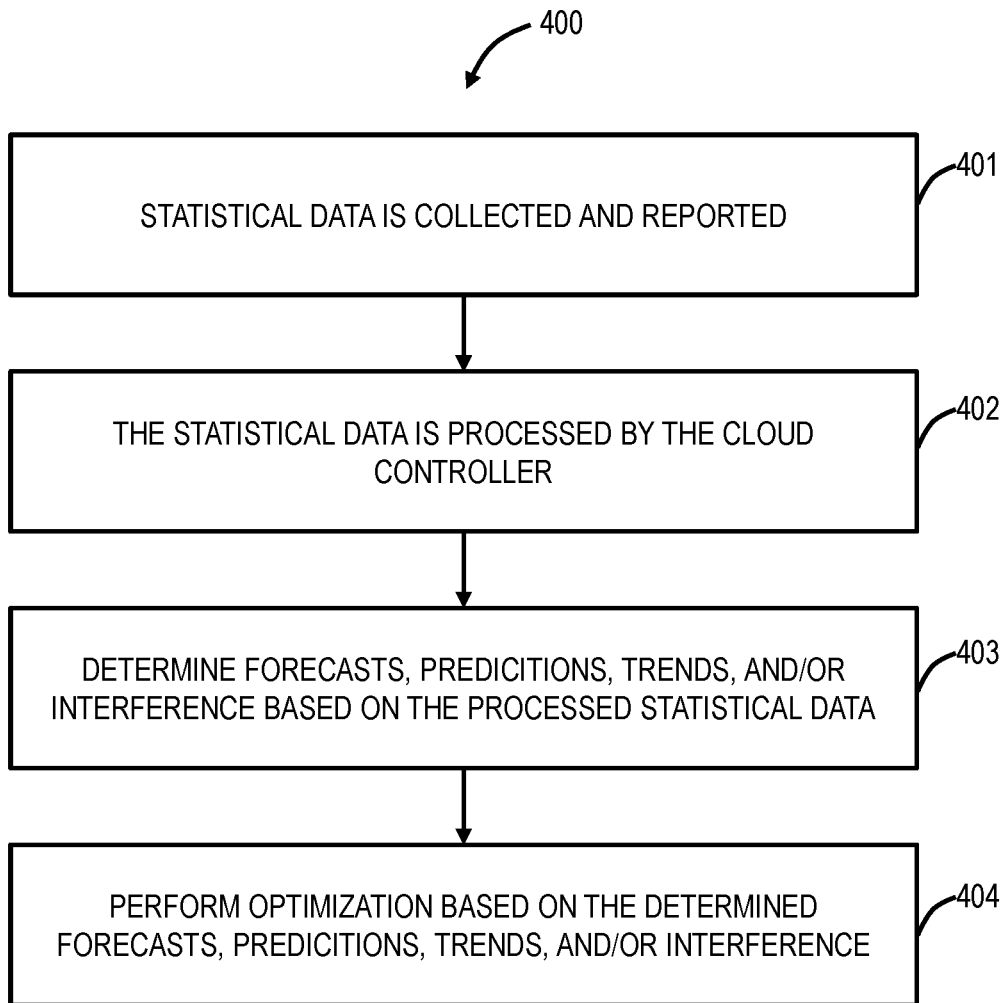 400
401
STATISTICAL DATA IS COLLECTED AND REPORTED
402
THE STATISTICAL DATA IS PROCESSED BY THE CLOUD
CONTROLLER
403
DETERMINE FORECASTS, PREDICITIONS, TRENDS, AND/OR
INTERFERENCE BASED ON THE PROCESSED STATISTICAL DATA
404
PERFORM OPTIMIZATION BASED ON THE DETERMINED
FORECASTS, PREDICITIONS, TRENDS, AND/OR INTERFERENCE